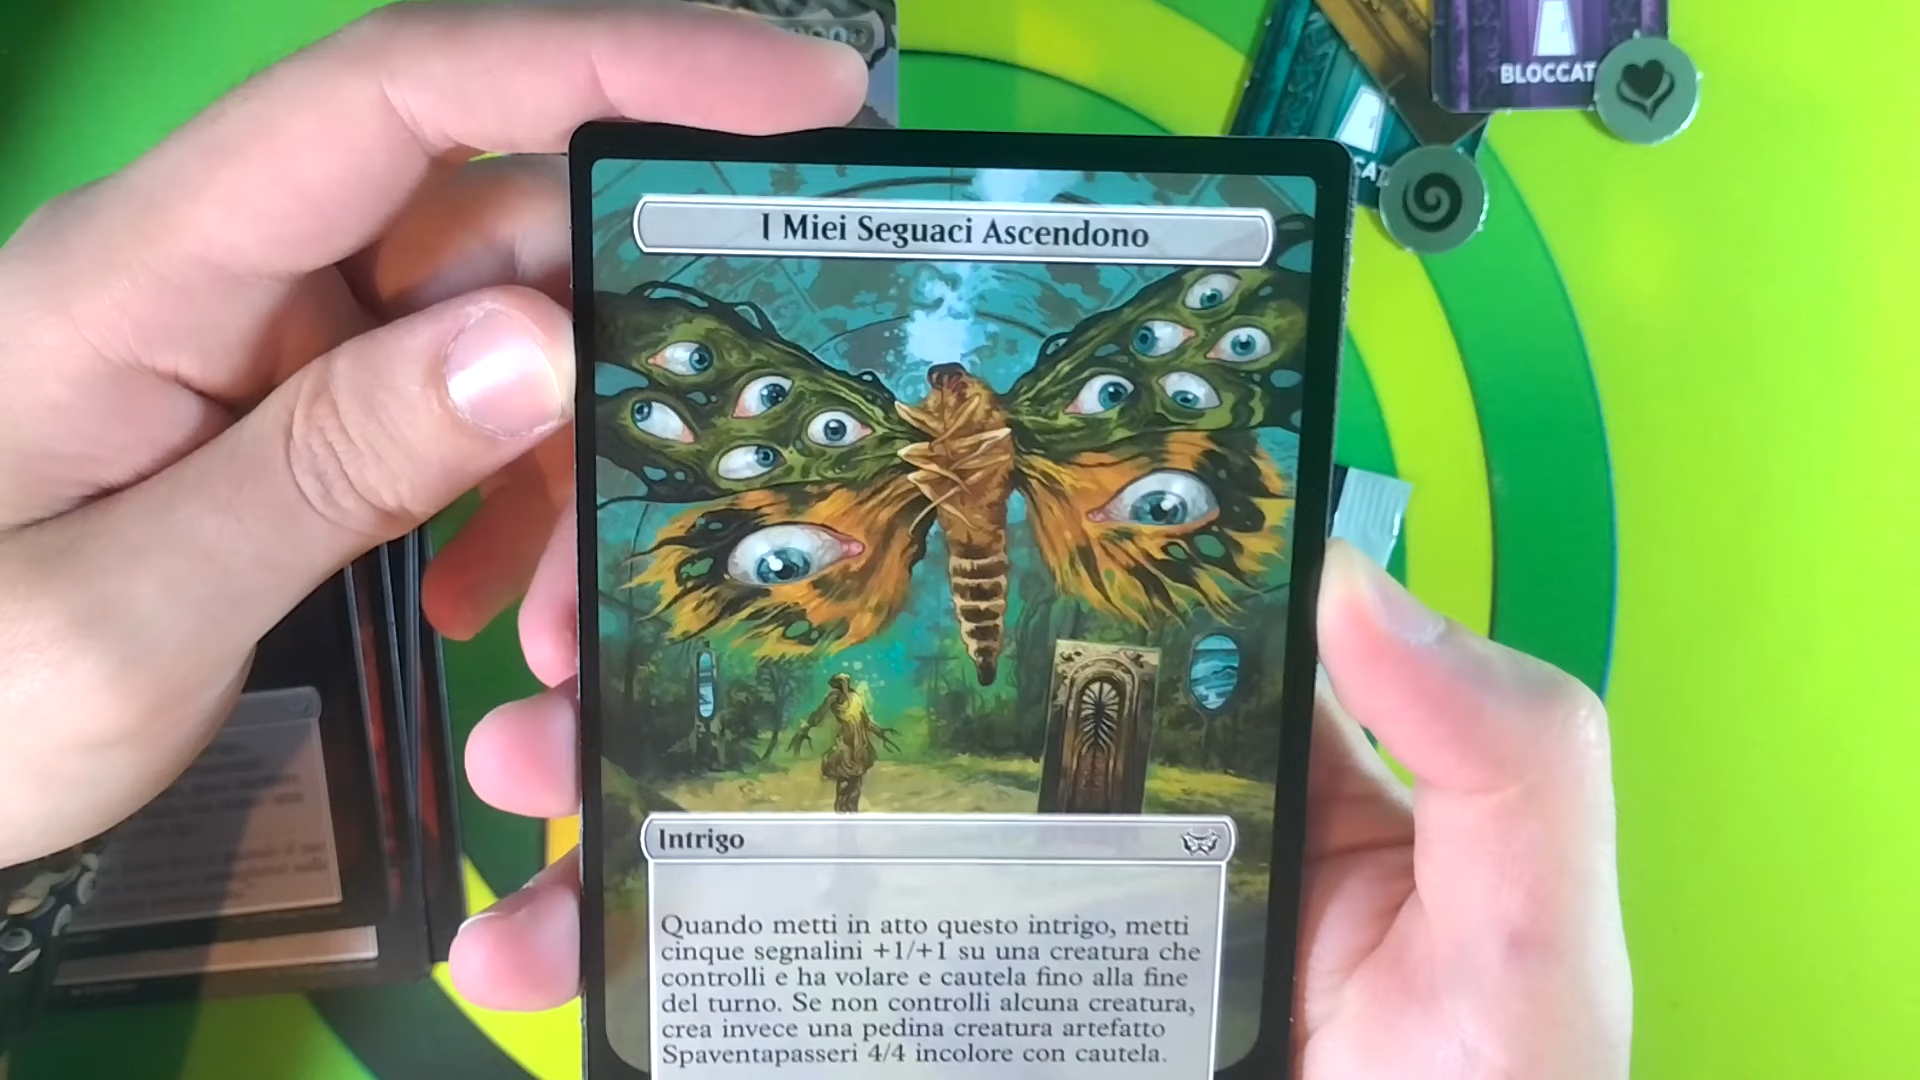 BLOCCAT
CAT
I Miei Seguaci Ascendono
Intrigo
Quando metti in atto questo intrigo, metti
cinque segnalini +1/+1 su una creatura che
controlli e ha volare e cautela fino alla fine
del turno. Se non controlli alcuna creatura,
crea invece una pedina creatura artefatto
Spaventapasseri 4/4 incolore con cautela.